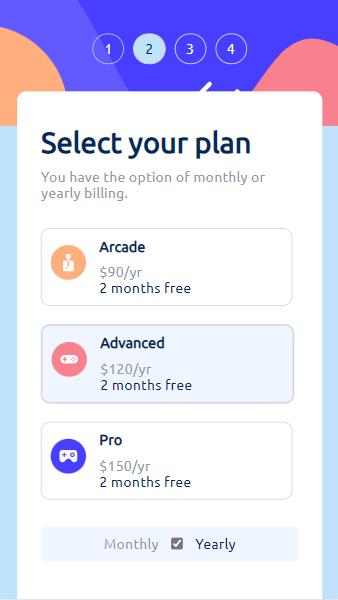 1 2 3 4
Select your plan
You have the option of monthly or
yearly billing.
Arcade
$90/yr
2 months free
Advanced
$120/yr
2 months free
Pro
$150/yr
2 months free
Monthly Yearly